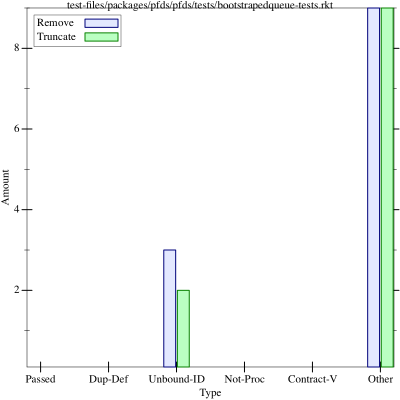 test-files/packages/pfds/pfds/tests/bootstrapedqueue-tests.rkt
Remove
Truncate
8
6
4
2
Amount
Passed Dup-Def Unbound-ID Not-Proc Contract-V Other
Type